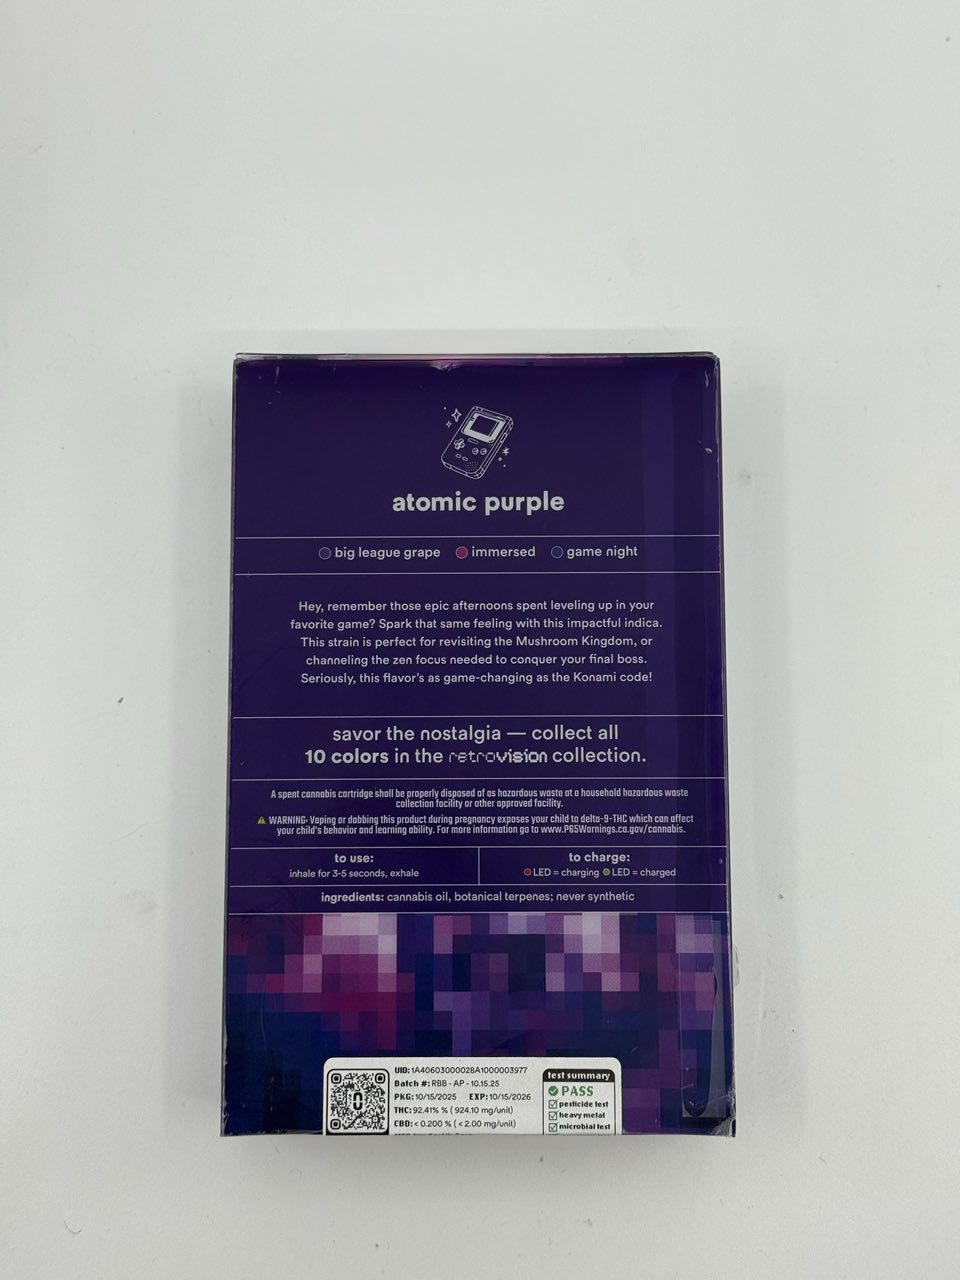 atomic purple
big league grape immersed game night
Hey, remember those epic afternoons spent leveling up in your
favorite game? Spark that same feeling with this impactful indica.
This strain is perfect for revisiting the Mushroom Kingdom, or
channeling the zen focus needed to conquer your final boss.
Seriously, this flavor's as game-changing as the Konami code!
savor the nostalgia — collect all
10 colors in the retrovision collection.
A spent cannabis cartridge shall be properly disposed of as hazardous waste at a household hazardous waste
collection facility or other approved facility.
WARNING: Vaping or dabbing this product during pregnancy exposes your child to delta-9-THC which can affect
your child's behavior and learning ability. For more information go to www.P65Warnings.ca.gov/cannabis.
to use:
inhale for 3-5 seconds, exhale
to charge:
LED = charging LED = charged
ingredients: cannabis oil, botanical terpenes; never synthetic
UID: 1A40603000028A1000003977
Batch #: RBB - AP - 10.15.25
PKG: 10/15/2025 EXP: 10/15/2026
THC: 92.41% % ( 924.10 mg/unit)
CBD: < 0.200 % ( < 2.00 mg/unit)
test summary
PASS
pesticide test
heavy metal
microbial test